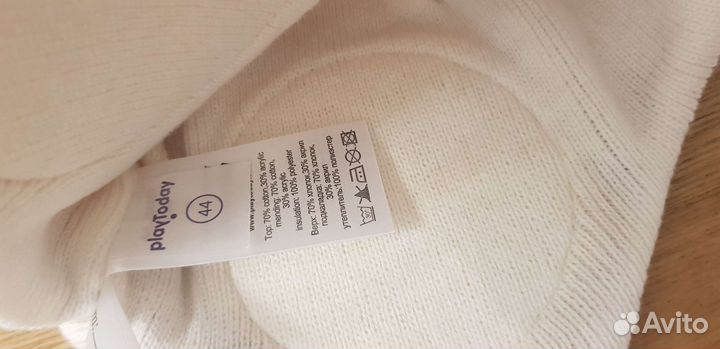 playToday
44
Top: 70% cotton,30% acrylic
mending: 70% cotton,
30% acrylic
Insulation: 100% polyester
Верх: 70% хлопок,30% акрил
подкладка: 70% хлопок,
30% акрил
утеплитель:100% полиэстер
30°
Avito